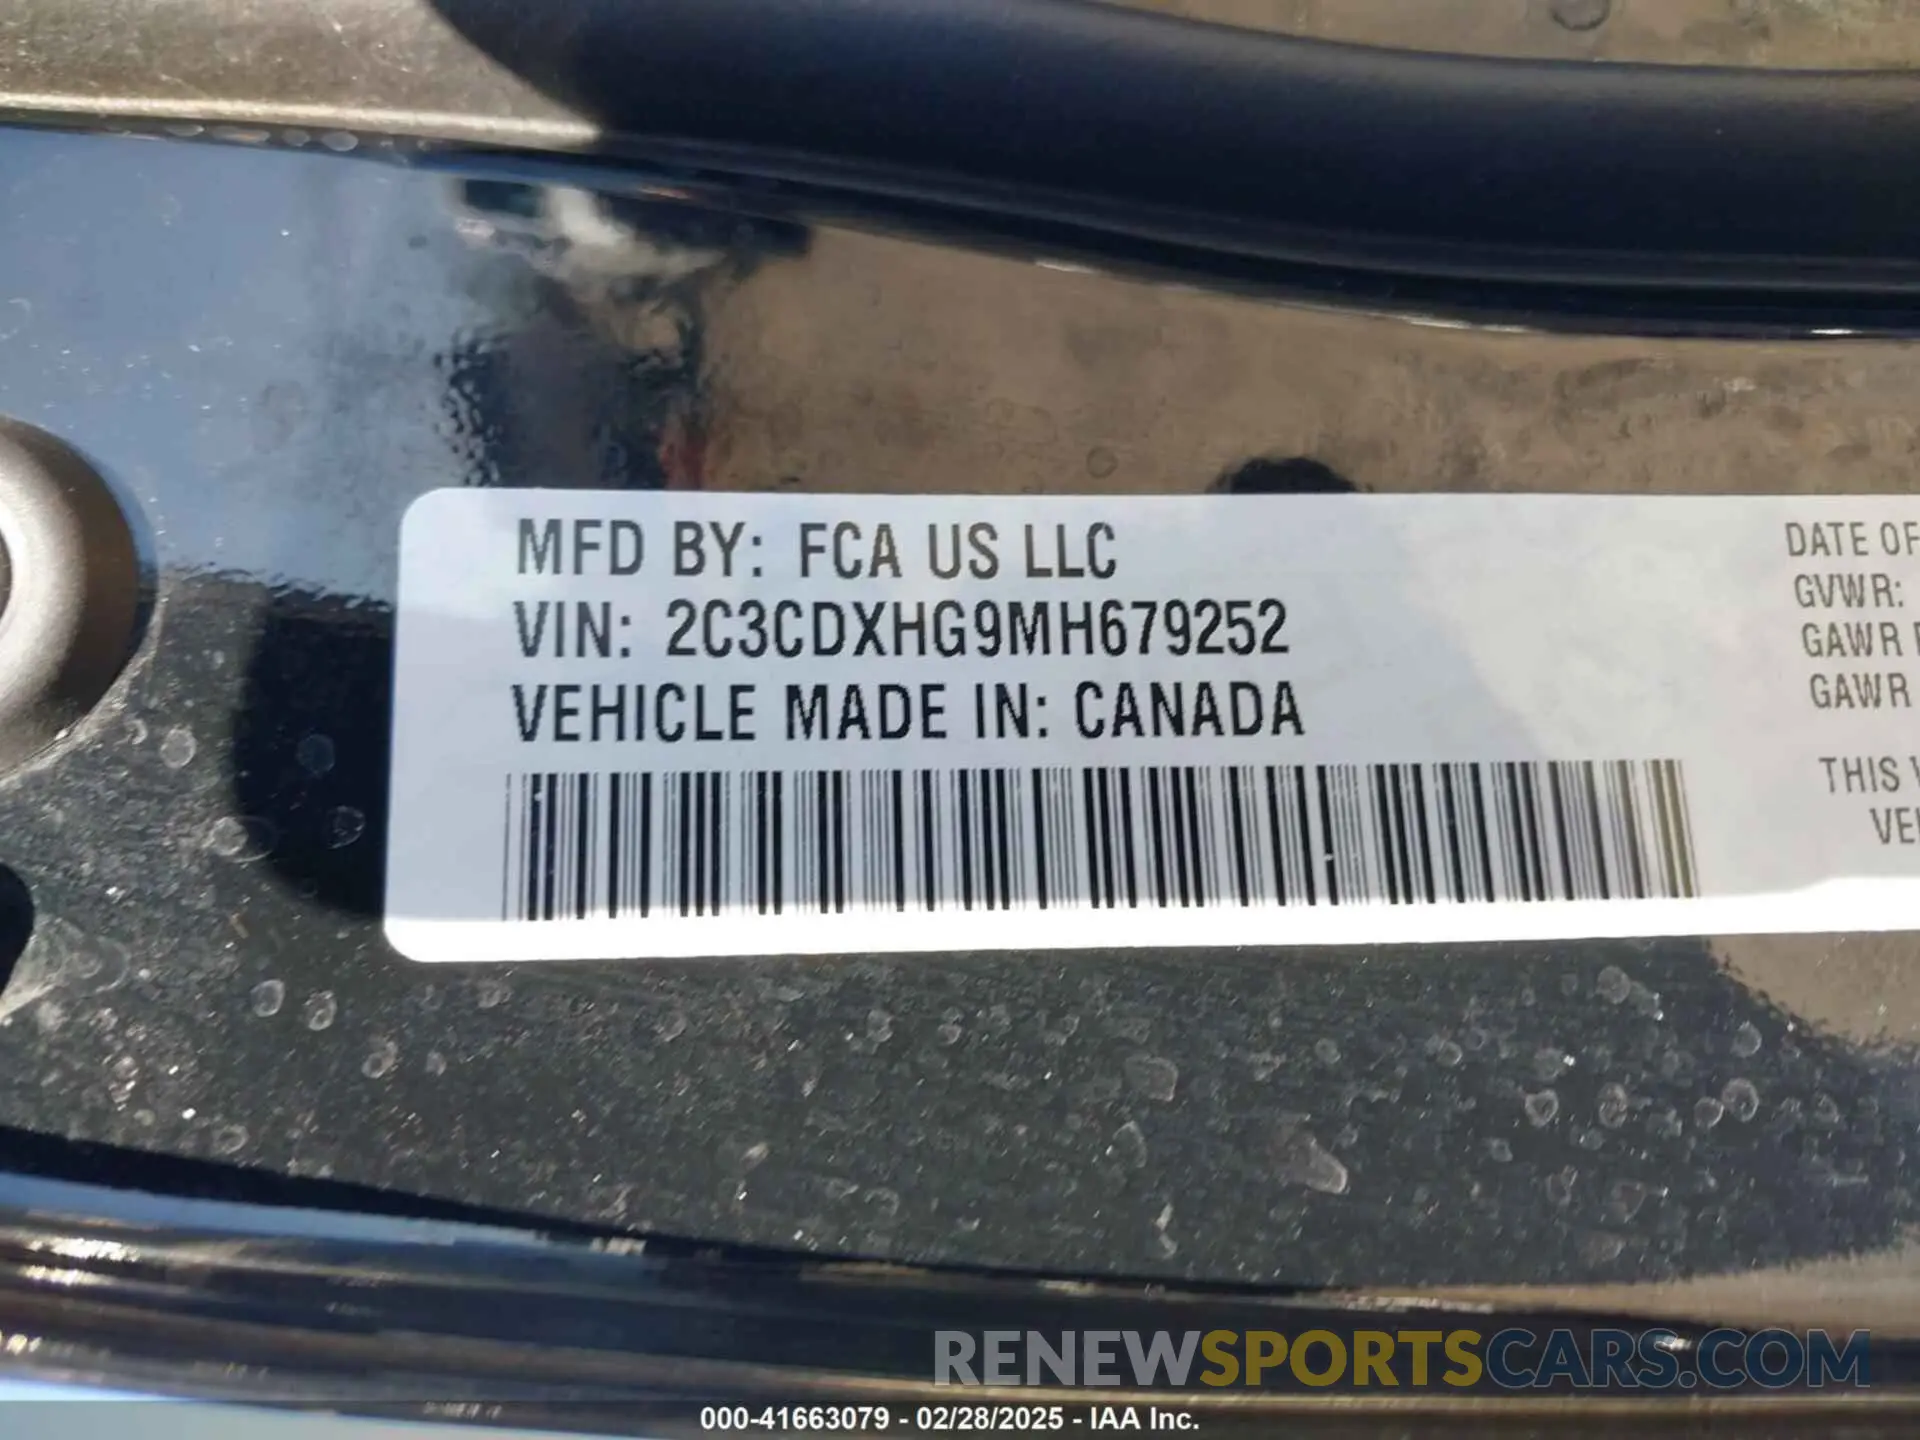 MFD BY: FCA US LLC
VIN: 2C3CDXHG9MH679252
VEHICLE MADE IN: CANADA
DATE OF
GVWR:
GAWR
GAWR
THIS
RENEWSPORTSCARS.COM
000-41663079 - 02/28/2025 - IAA Inc.